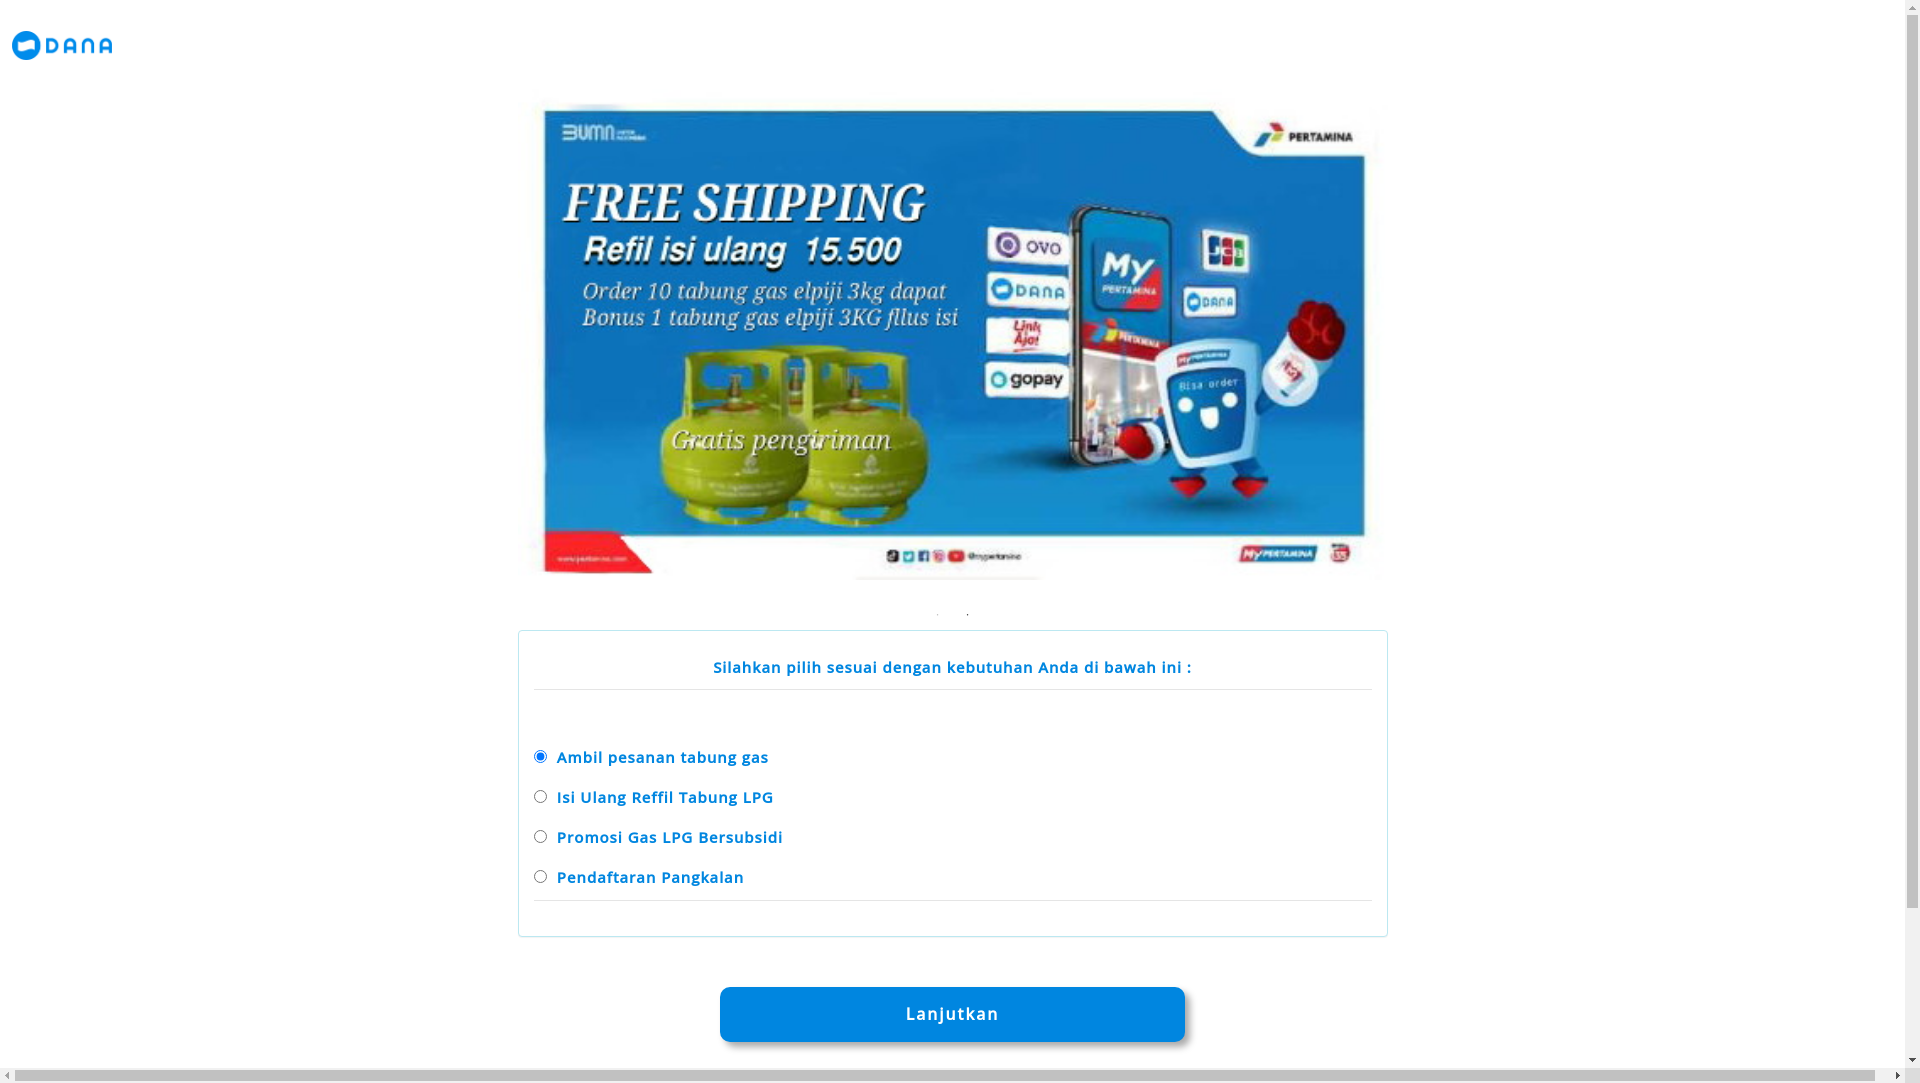 DANA
BUMN
PERTAMINA
FREE SHIPPING
Refil isi ulang 15.500
Order 10 tabung gas elpiji 3kg dapat
Bonus 1 tabung gas elpiji 3KG fllus isi
OVO
DANA
Link Aja!
gopay
My
PERTAMINA
PERTAMINA
JCB
DANA
MyPERTAMINA
Bisa order
Gratis pengiriman
@mypertamina
MyPERTAMINA
Silahkan pilih sesuai dengan kebutuhan Anda di bawah ini :
Ambil pesanan tabung gas
Isi Ulang Reffil Tabung LPG
Promosi Gas LPG Bersubsidi
Pendaftaran Pangkalan
Lanjutkan